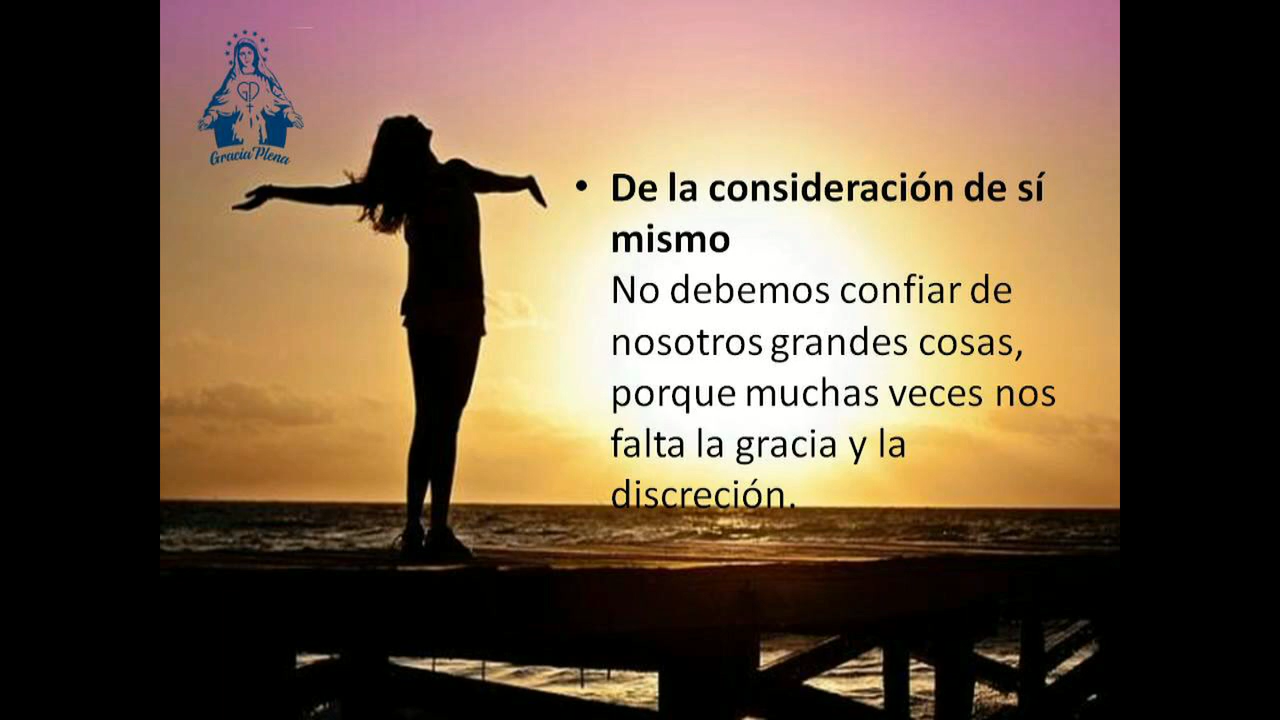 Gracia Plena
• De la consideración de sí
mismo
No debemos confiar de
nosotros grandes cosas,
porque muchas veces nos
falta la gracia y la
discreción.